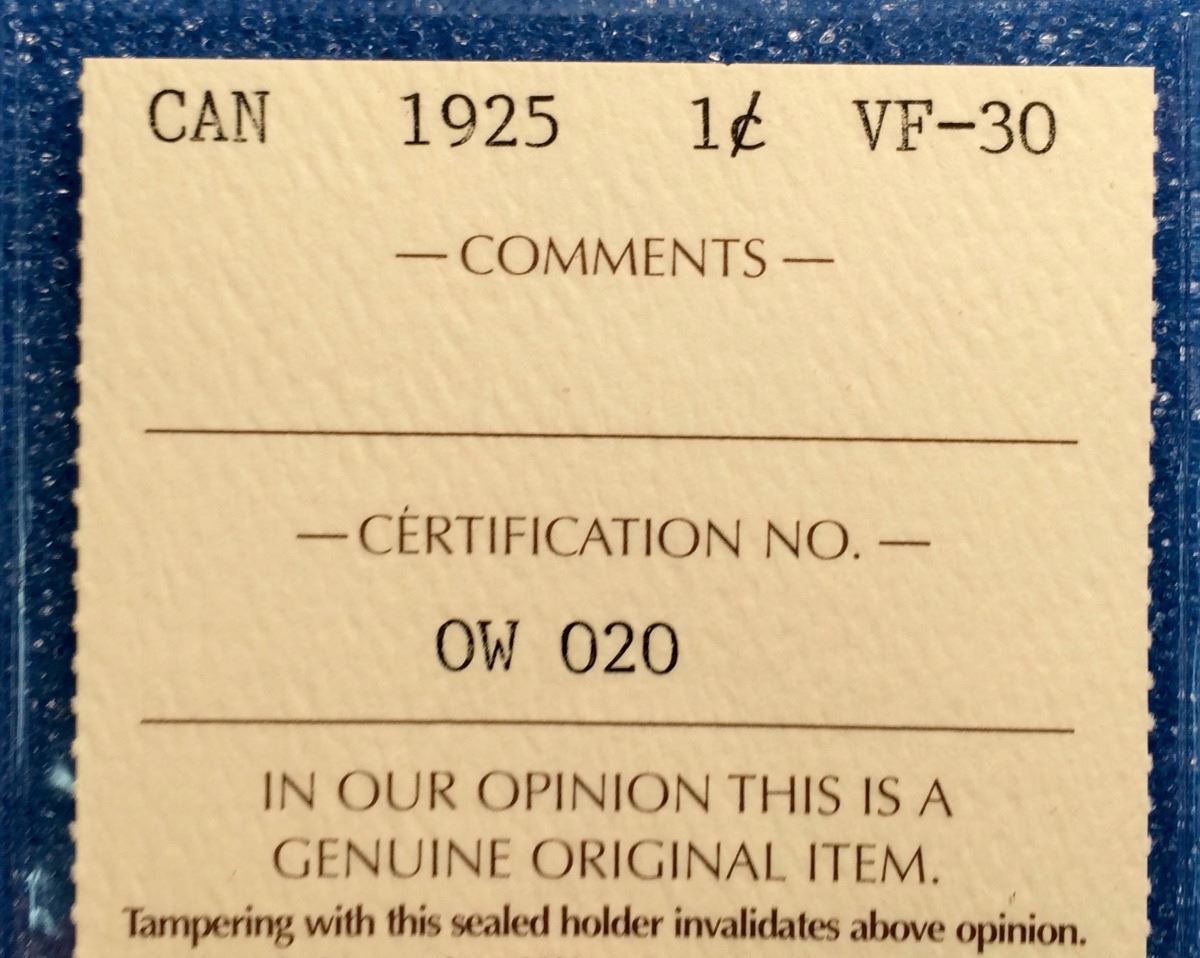 CAN 1925 1¢ VF-30
— COMMENTS —
— CÉRTIFICATION NO. —
OW 020
IN OUR OPINION THIS IS A
GENUINE ORIGINAL ITEM.
Tampering with this sealed holder invalidates above opinion.